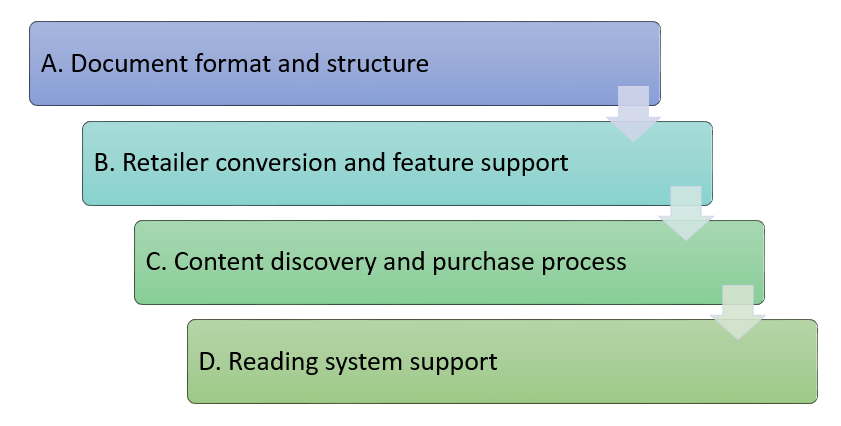 A. Document format and structure
B. Retailer conversion and feature support
C. Content discovery and purchase process
D. Reading system support